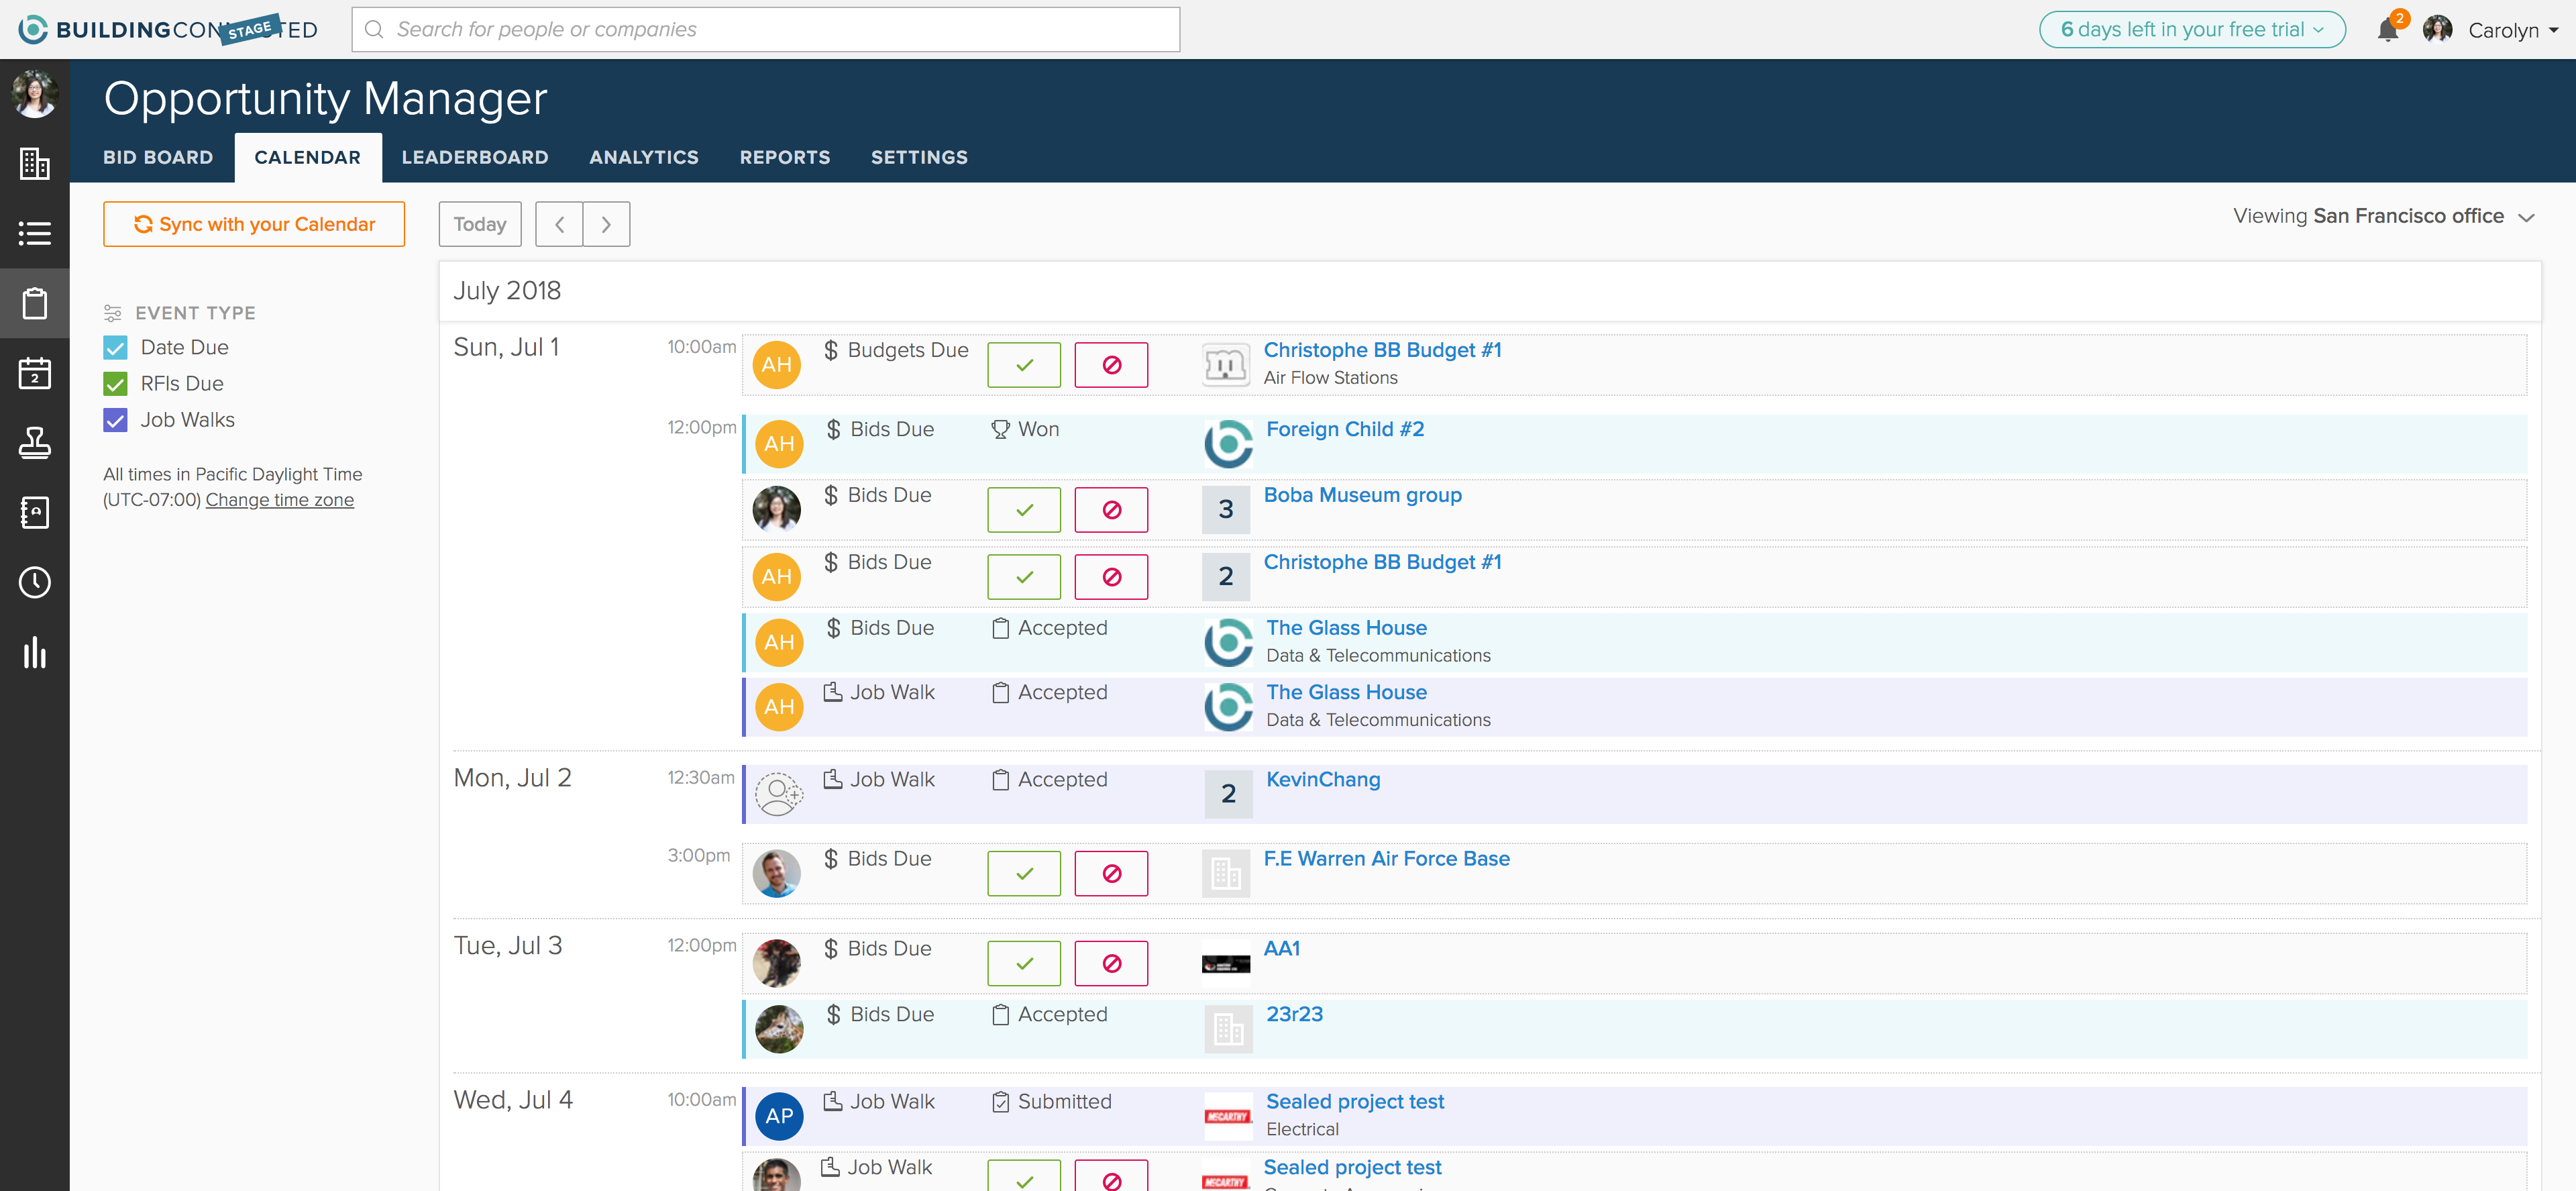 BUILDINGCONNECTED
STAGE
Search for people or companies
6 days left in your free trial
2
Carolyn
Opportunity Manager
BID BOARD CALENDAR LEADERBOARD ANALYTICS REPORTS SETTINGS
Sync with your Calendar
Today
Viewing San Francisco office
EVENT TYPE
Date Due
RFIs Due
Job Walks
All times in Pacific Daylight Time
(UTC-07:00) Change time zone
2
July 2018
Sun, Jul 1
10:00am AH $ Budgets Due Christophe BB Budget #1
Air Flow Stations
12:00pm AH $ Bids Due Won Foreign Child #2
$ Bids Due 3 Boba Museum group
AH $ Bids Due 2 Christophe BB Budget #1
AH $ Bids Due Accepted The Glass House
Data & Telecommunications
AH Job Walk Accepted The Glass House
Data & Telecommunications
Mon, Jul 2
12:30am Job Walk Accepted 2 KevinChang
3:00pm $ Bids Due F.E Warren Air Force Base
Tue, Jul 3
12:00pm $ Bids Due AA1
$ Bids Due Accepted 23r23
Wed, Jul 4
10:00am AP Job Walk Submitted McCARTHY Sealed project test
Electrical
Job Walk McCARTHY Sealed project test